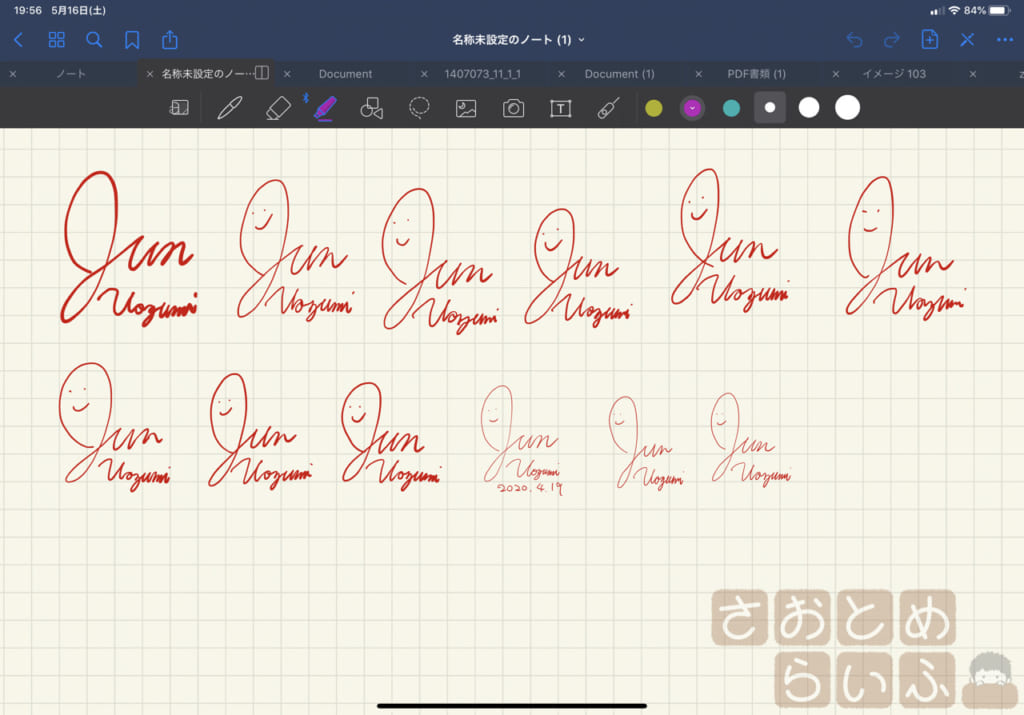 19:56 5月16日(土)
84%
名称未設定のノート (1)
ノート
名称未設定のノー…
Document
1407073_11_1_1
Document (1)
PDF書類 (1)
イメージ 103
z
T
Jun
Uozumi
Jun
Uozumi
Jun
Uozumi
Jun
Uozumi
Jun
Uozumi
Jun
Uozumi
Jun
Uozumi
Jun
Uozumi
Jun
Uozumi
Jun
Uozumi
2020.4.19
Jun
Uozumi
Jun
Uozumi
さおとめ
らいふ